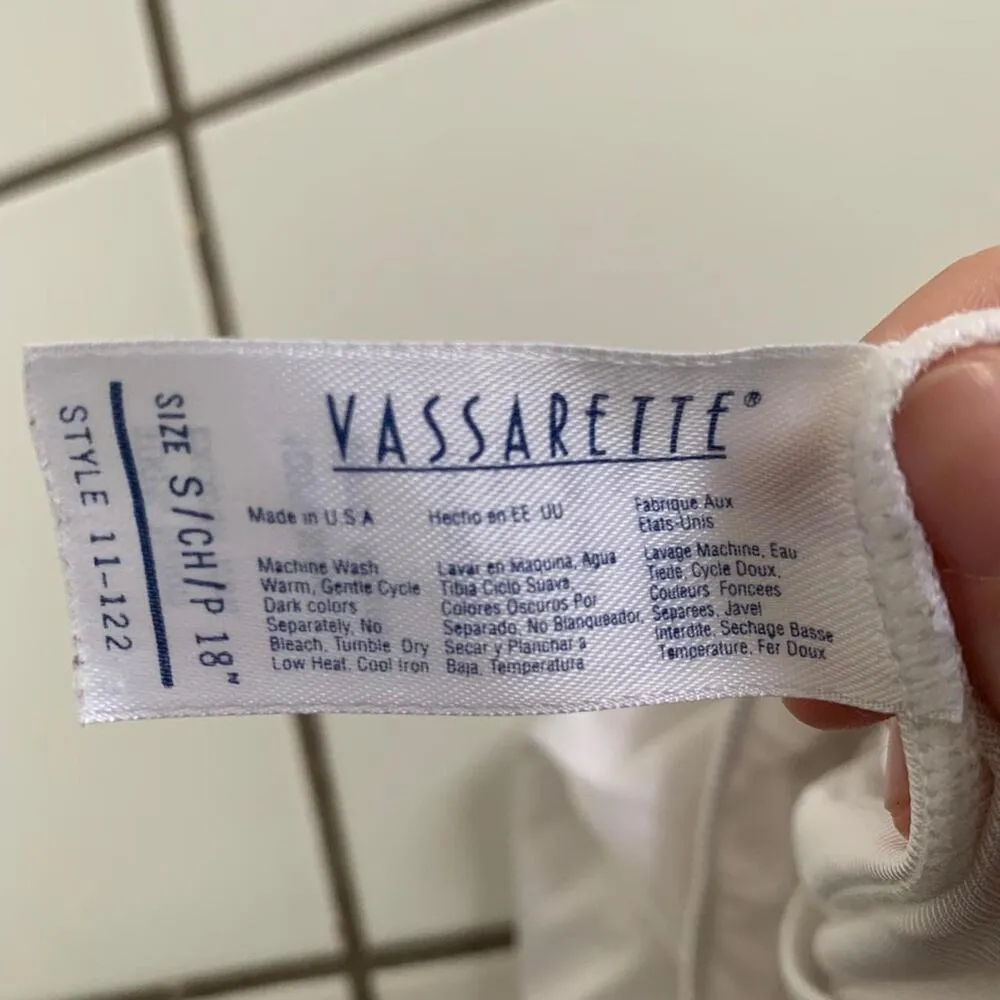 VASSARETTE®
Made in U S A
Machine Wash
Warm, Gentle Cycle
Dark colors
Separately, No
Bleach, Tumble Dry
Low Heat, Cool Iron
Hecho en EE UU
Lavar en Maquina, Agua
Tibia Ciclo Suava,
Colores Oscuros Por
Separado, No Blanqueador,
Secar y Planchar a
Baja, Temperatura
Fabrique Aux
Etats-Unis
Lavage Machine, Eau
Tiede, Cycle Doux,
Couleurs Foncees
Separees, Javel
Interdite, Sechage Basse
Temperature, Fer Doux
SIZE S/CH/P 18"
STYLE 11-122